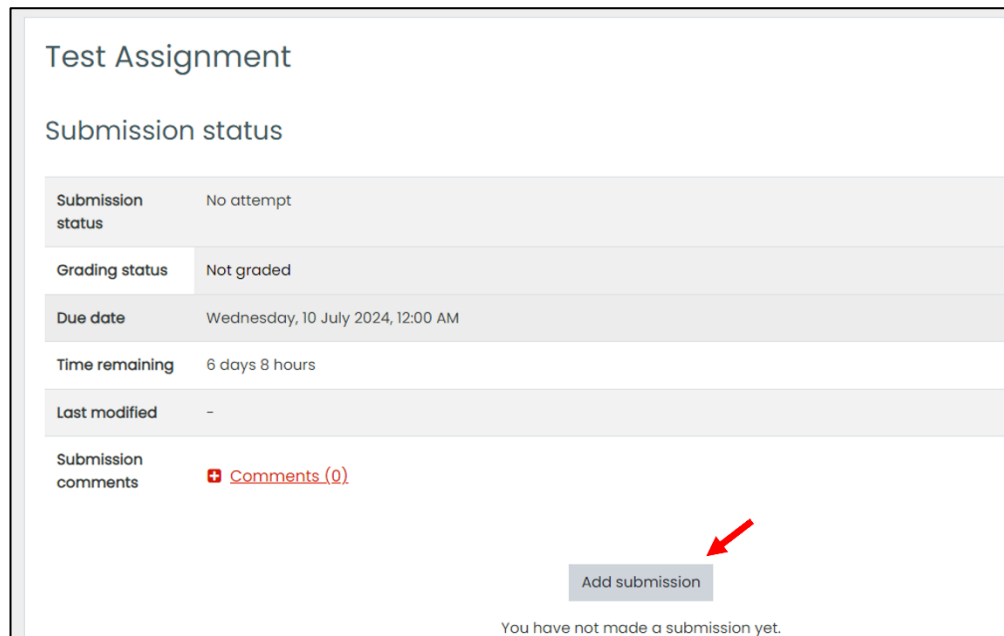 Test Assignment
Submission status
Submission
status
No attempt
Grading status
Not graded
Due date
Wednesday, 10 July 2024, 12:00 AM
Time remaining
6 days 8 hours
Last modified
-
Submission
comments
Comments (0)
Add submission
You have not made a submission yet.